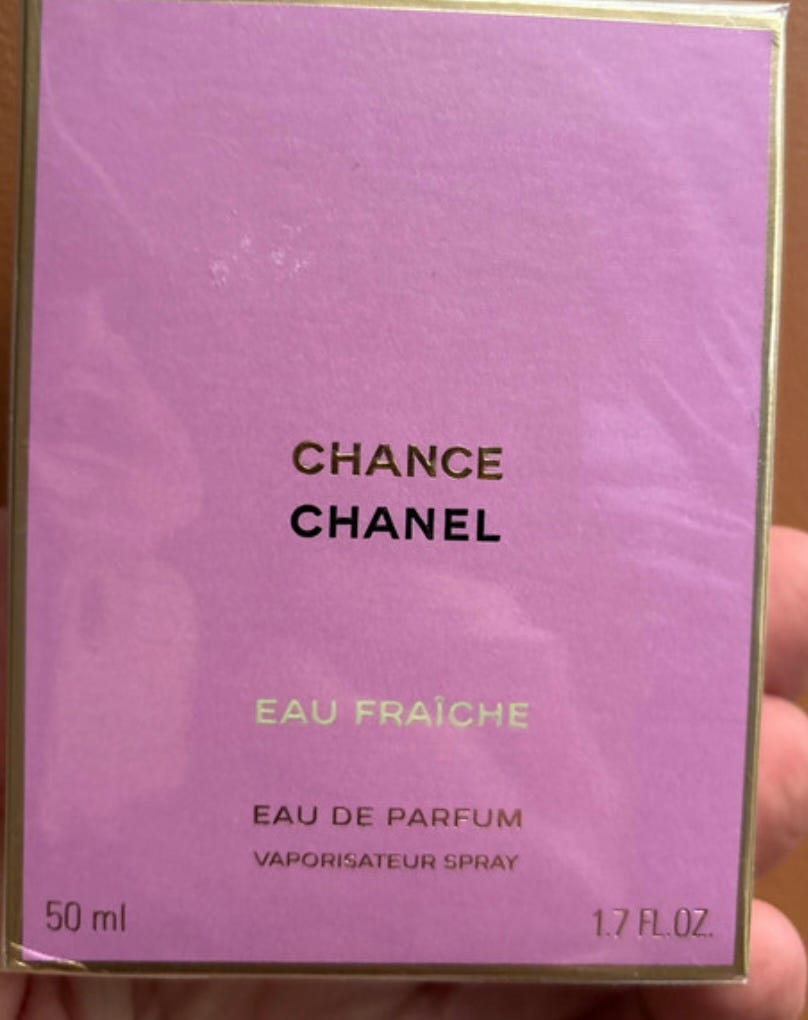 CHANCE
CHANEL
EAU FRAÎCHE
EAU DE PARFUM
VAPORISATEUR SPRAY
50 ml 1.7 FL.OZ.